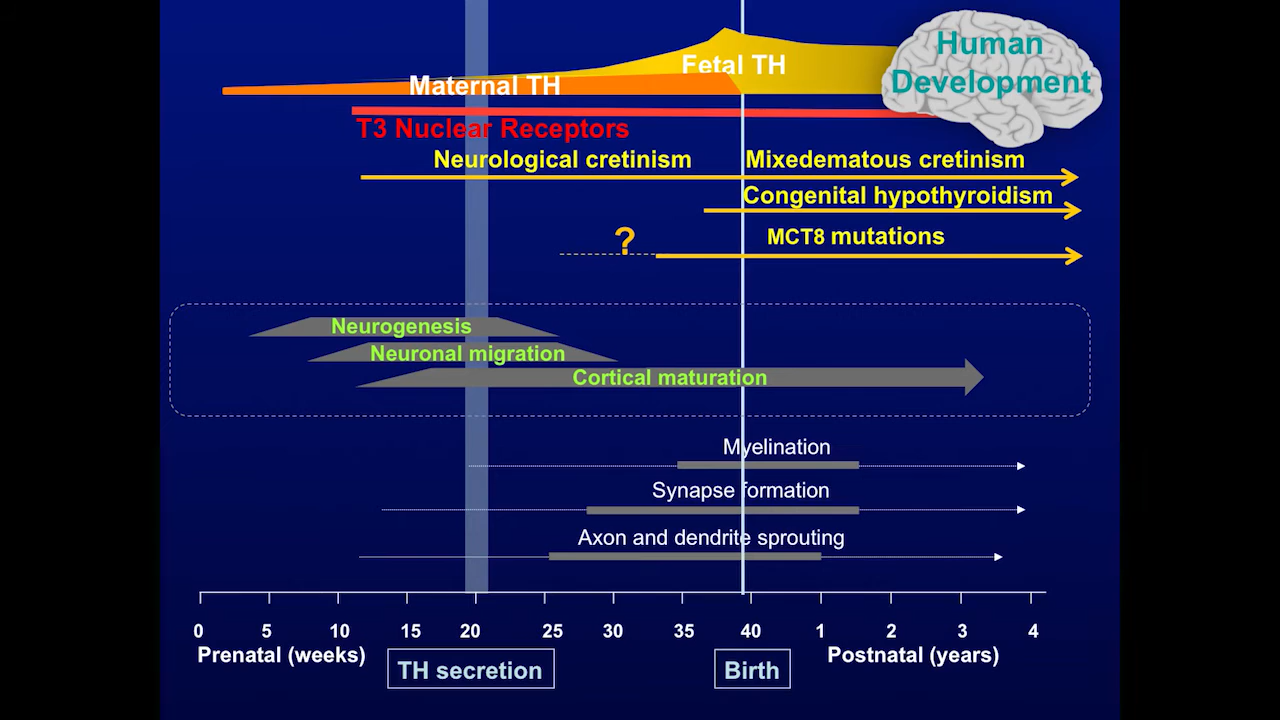 Human
Development
Fetal TH
Maternal TH
T3 Nuclear Receptors
Neurological cretinism
Mixedematous cretinism
Congenital hypothyroidism
?
MCT8 mutations
Neurogenesis
Neuronal migration
Cortical maturation
Myelination
Synapse formation
Axon and dendrite sprouting
0 5 10 15 20 25 30 35 40 1 2 3 4
Prenatal (weeks)
Postnatal (years)
TH secretion
Birth